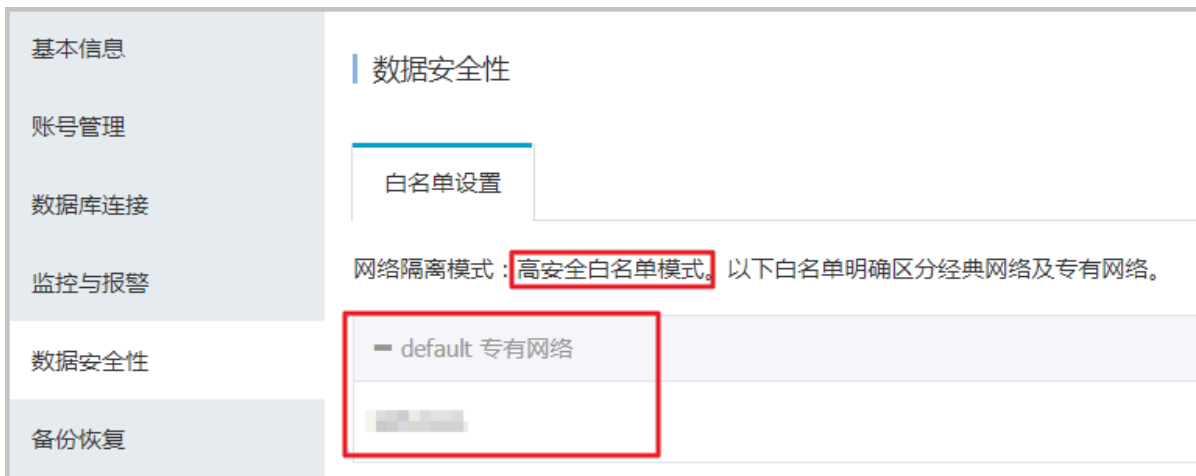 基本信息
账号管理
数据库连接
监控与报警
数据安全性
备份恢复
数据安全性
白名单设置
网络隔离模式：高安全白名单模式。以下白名单明确区分经典网络及专有网络。
default 专有网络